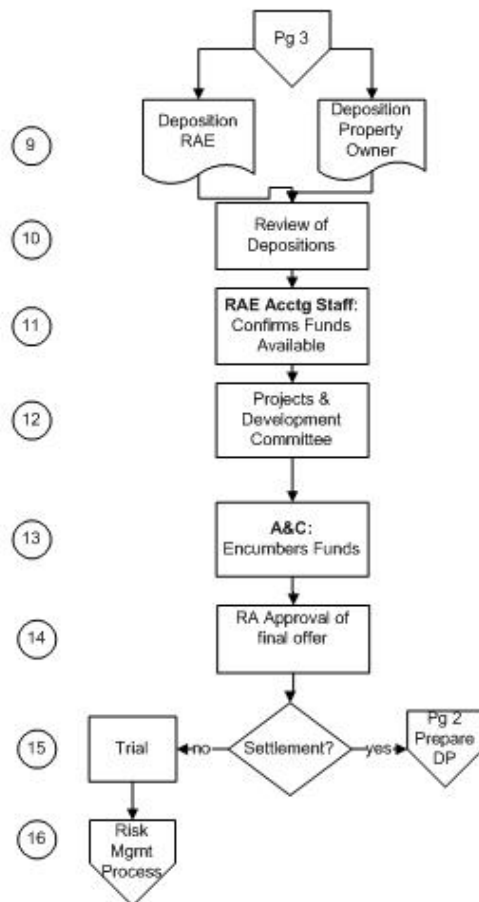 Pg 3
Deposition
RAE
Deposition
Property
Owner
9
10
Review of
Depositions
11
RAE Acctg Staff:
Confirms Funds
Available
12
Projects &
Development
Committee
13
A&C:
Encumbers Funds
14
RA Approval of
final offer
15
Trial
no
Settlement?
yes
Pg 2
Prepare
DP
16
Risk
Mgmt
Process